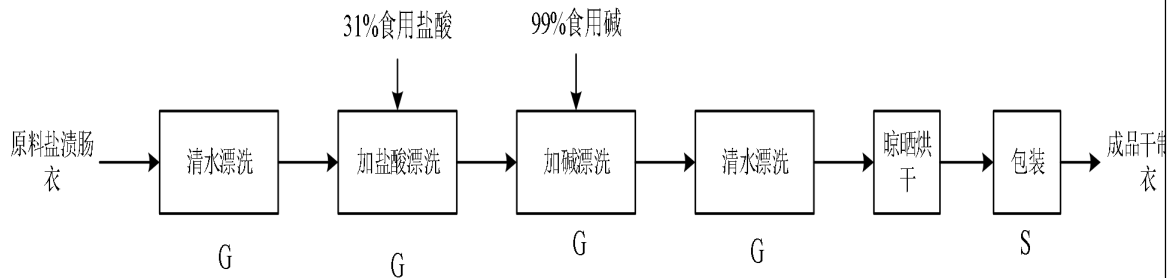 31%食用盐酸
99%食用碱
原料盐渍肠
衣
清水漂洗
加盐酸漂洗
加碱漂洗
清水漂洗
晾晒烘
干
包装
成品干制
衣
G
G
G
G
S